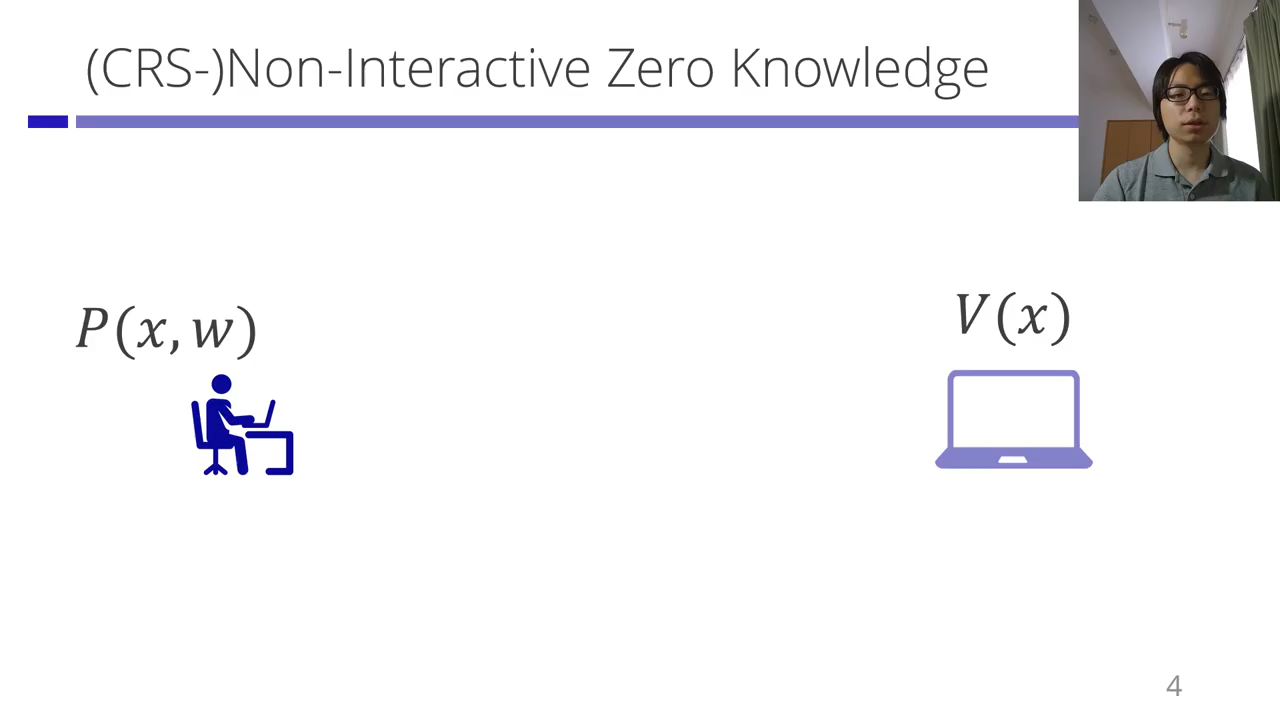 (CRS-)Non-Interactive Zero Knowledge
P(x, w)
V(x)
4